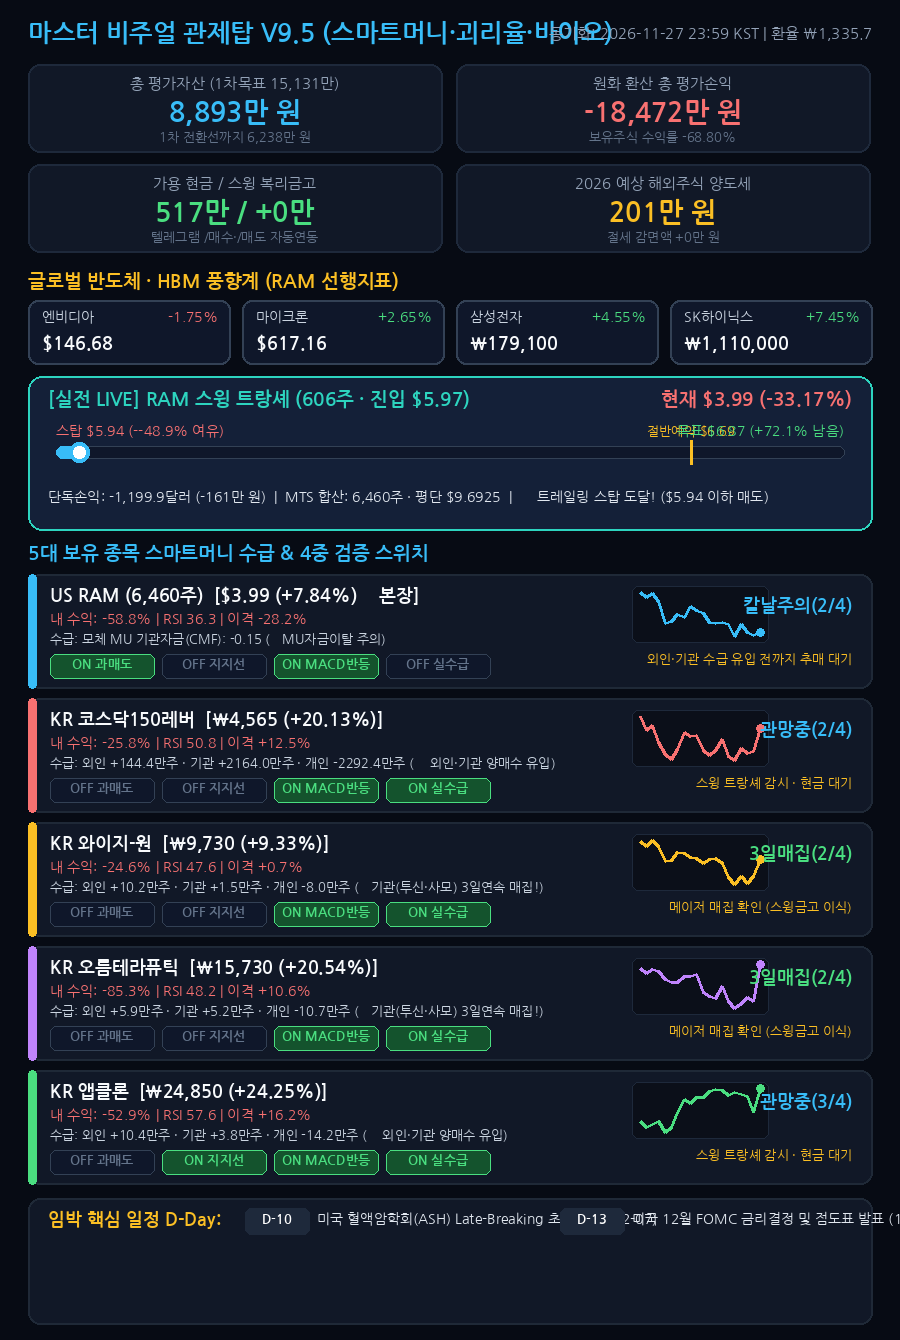 마스터 비주얼 관제탑 V9.5 (스마트머니·괴리율·바이오)
2026-11-27 23:59 KST | 환율 ₩1,335.7
총 평가자산 (1차목표 15,131만)
8,893만 원
1차 전환선까지 6,238만 원
원화 환산 총 평가손익
-18,472만 원
보유주식 수익률 -68.80%
가용 현금 / 스윙 복리금고
517만 / +0만
텔레그램 /매수·/매도 자동연동
2026 예상 해외주식 양도세
201만 원
절세 감면액 +0만 원
글로벌 반도체 · HBM 풍향계 (RAM 선행지표)
엔비디아 -1.75%
$146.68
마이크론 +2.65%
$617.16
삼성전자 +4.55%
₩179,100
SK하이닉스 +7.45%
₩1,110,000
[실전 LIVE] RAM 스윙 트랑셰 (606주 · 진입 $5.97)
현재 $3.99 (-33.17%)
스탑 $5.94 (--48.9% 여유)
(+72.1% 남음)
단독손익: -1,199.9달러 (-161만 원) | MTS 합산: 6,460주 · 평단 $9.6925 | 트레일링 스탑 도달! ($5.94 이하 매도)
5대 보유 종목 스마트머니 수급 & 4중 검증 스위치
US RAM (6,460주) [$3.99 (+7.84%) 본장]
칼날주의(2/4)
내 수익: -58.8% | RSI 36.3 | 이격 -28.2%
수급: 모체 MU 기관자금(CMF): -0.15 ( MU자금이탈 주의)
외인·기관 수급 유입 전까지 추매 대기
ON 과매도 OFF 지지선 ON MACD반등 OFF 실수급
KR 코스닥150레버 [₩4,565 (+20.13%)]
관망중(2/4)
내 수익: -25.8% | RSI 50.8 | 이격 +12.5%
수급: 외인 +144.4만주 · 기관 +2164.0만주 · 개인 -2292.4만주 ( 외인·기관 양매수 유입)
스윙 트랑셰 감시 · 현금 대기
OFF 과매도 OFF 지지선 ON MACD반등 ON 실수급
KR 와이지-원 [₩9,730 (+9.33%)]
3일매집(2/4)
내 수익: -24.6% | RSI 47.6 | 이격 +0.7%
수급: 외인 +10.2만주 · 기관 +1.5만주 · 개인 -8.0만주 ( 기관(투신·사모) 3일연속 매집!)
메이저 매집 확인 (스윙금고 이식)
OFF 과매도 OFF 지지선 ON MACD반등 ON 실수급
KR 오름테라퓨틱 [₩15,730 (+20.54%)]
3일매집(2/4)
내 수익: -85.3% | RSI 48.2 | 이격 +10.6%
수급: 외인 +5.9만주 · 기관 +5.2만주 · 개인 -10.7만주 ( 기관(투신·사모) 3일연속 매집!)
메이저 매집 확인 (스윙금고 이식)
OFF 과매도 OFF 지지선 ON MACD반등 ON 실수급
KR 앱클론 [₩24,850 (+24.25%)]
관망중(3/4)
내 수익: -52.9% | RSI 57.6 | 이격 +16.2%
수급: 외인 +10.4만주 · 기관 +3.8만주 · 개인 -14.2만주 ( 외인·기관 양매수 유입)
스윙 트랑셰 감시 · 현금 대기
OFF 과매도 ON 지지선 ON MACD반등 ON 실수급
임박 핵심 일정 D-Day:
D-10 미국 혈액암학회(ASH) Late-Breaking 초
D-13 12월 FOMC 금리결정 및 점도표 발표